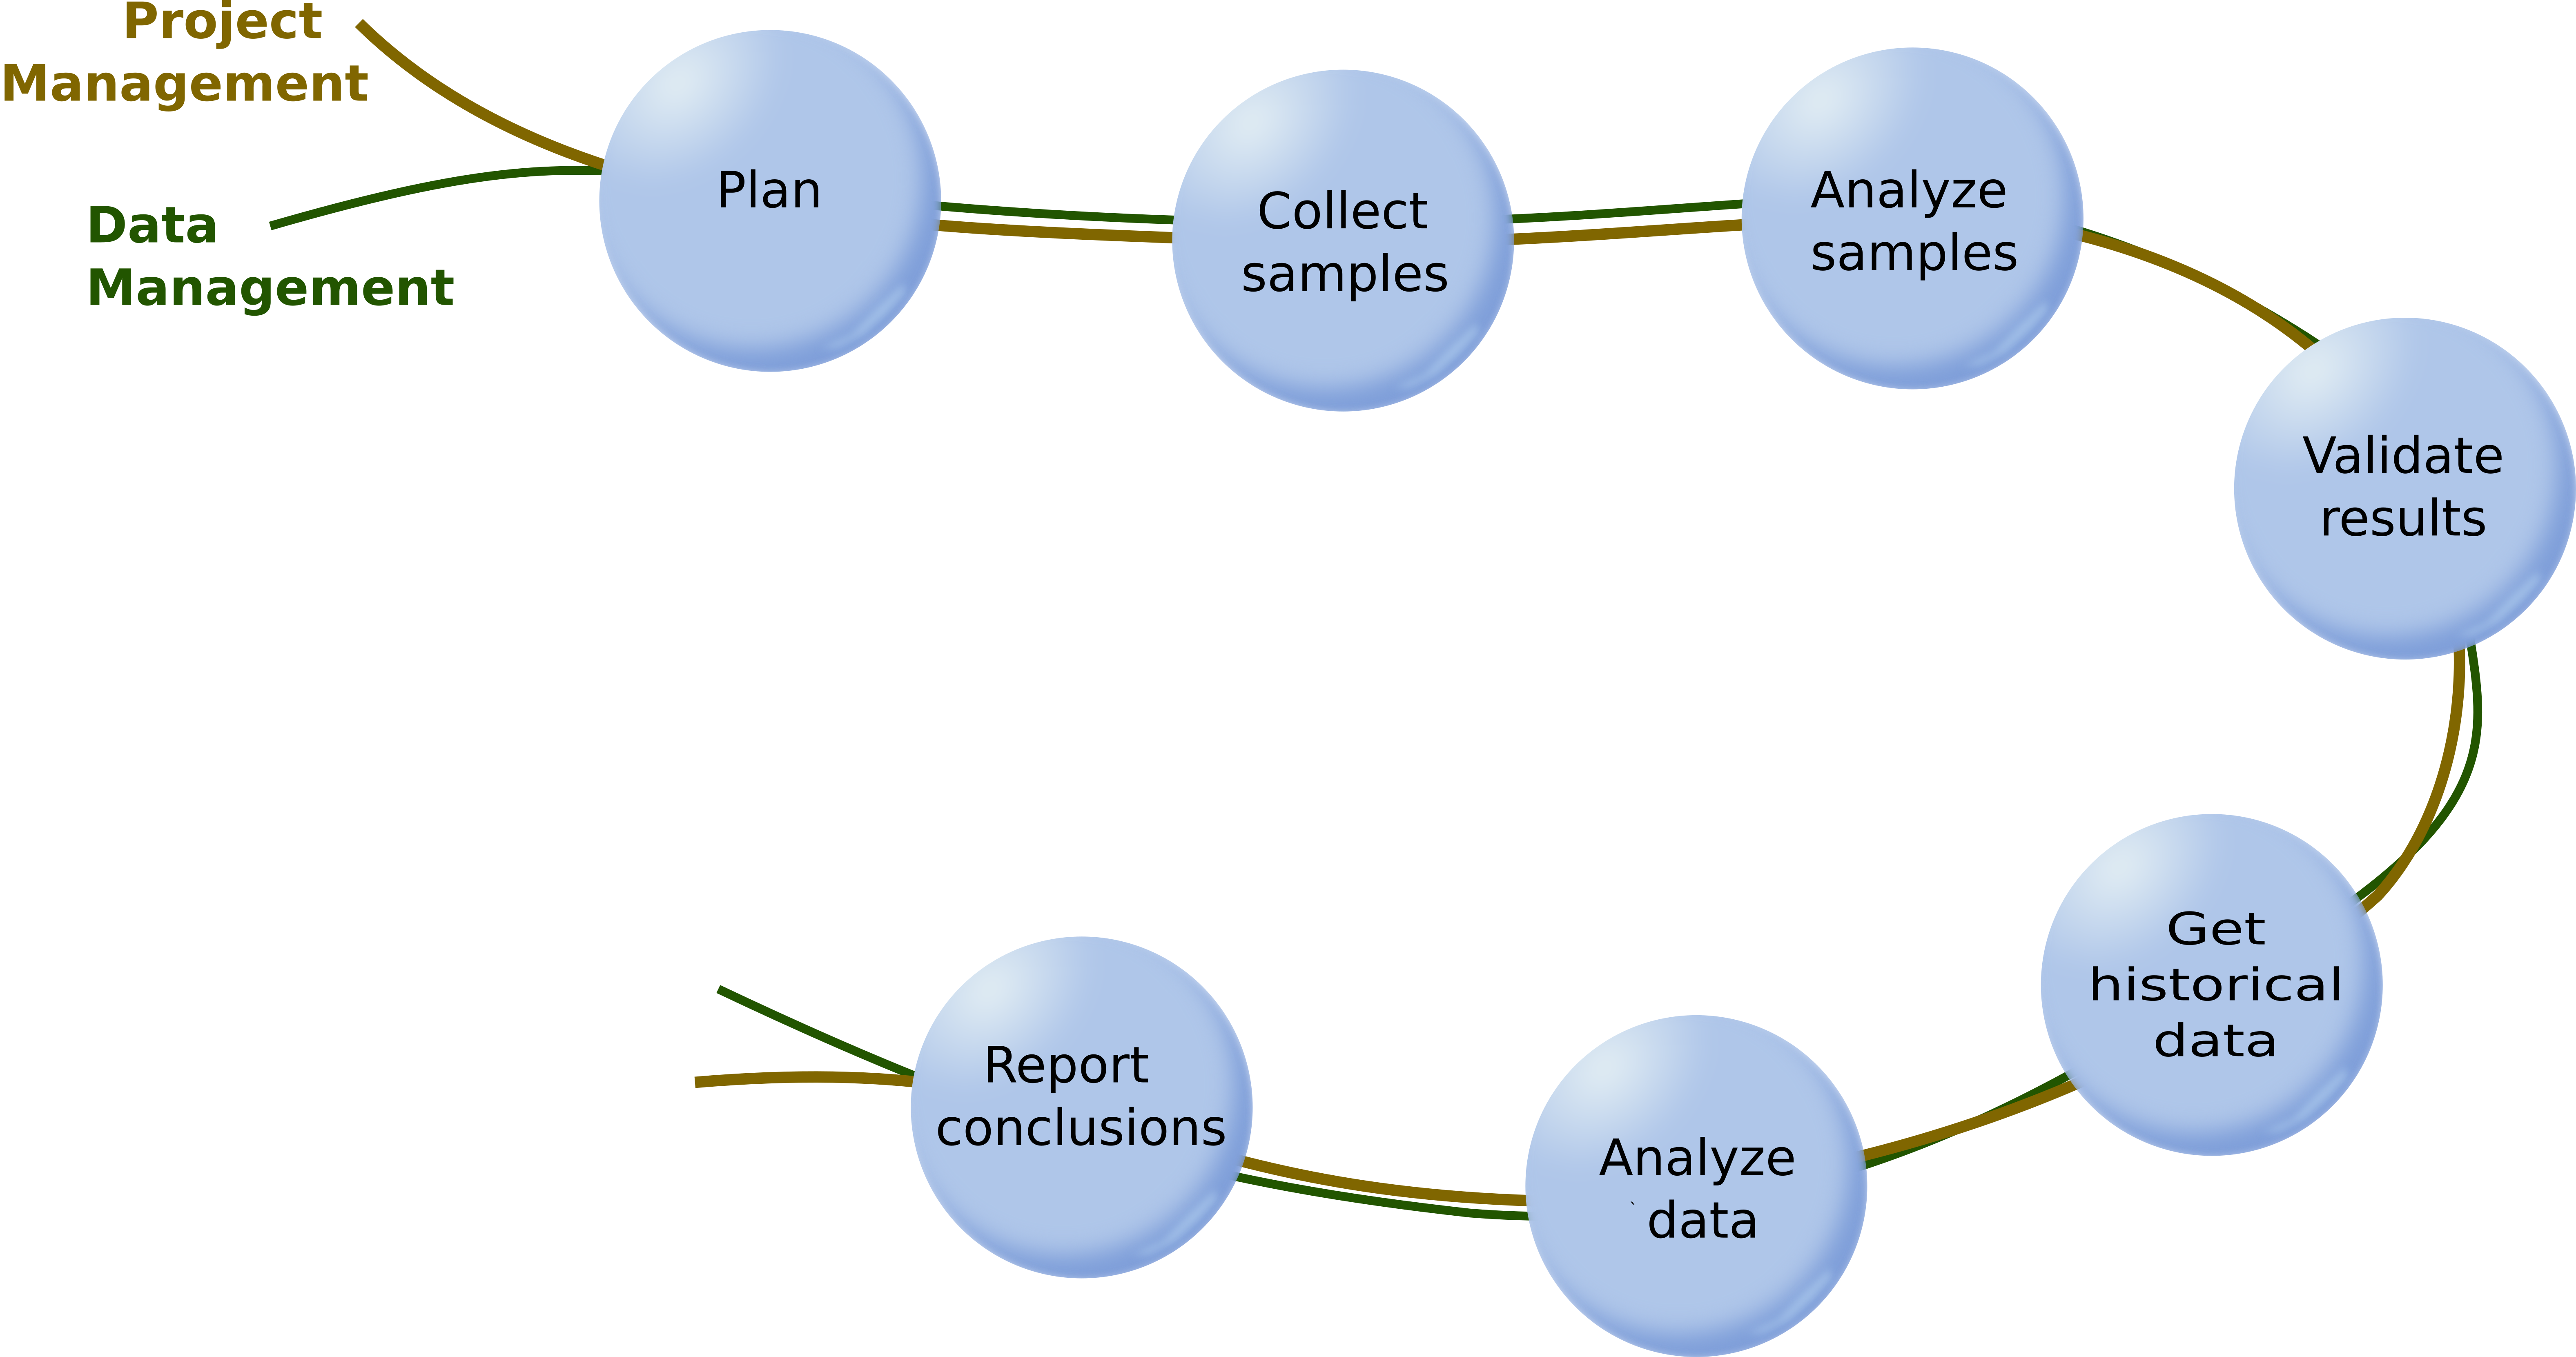 Project
Management
Data
Management
Plan
Collect
samples
Analyze
samples
Validate
results
Get
historical
data
Analyze
` data
Report
conclusions